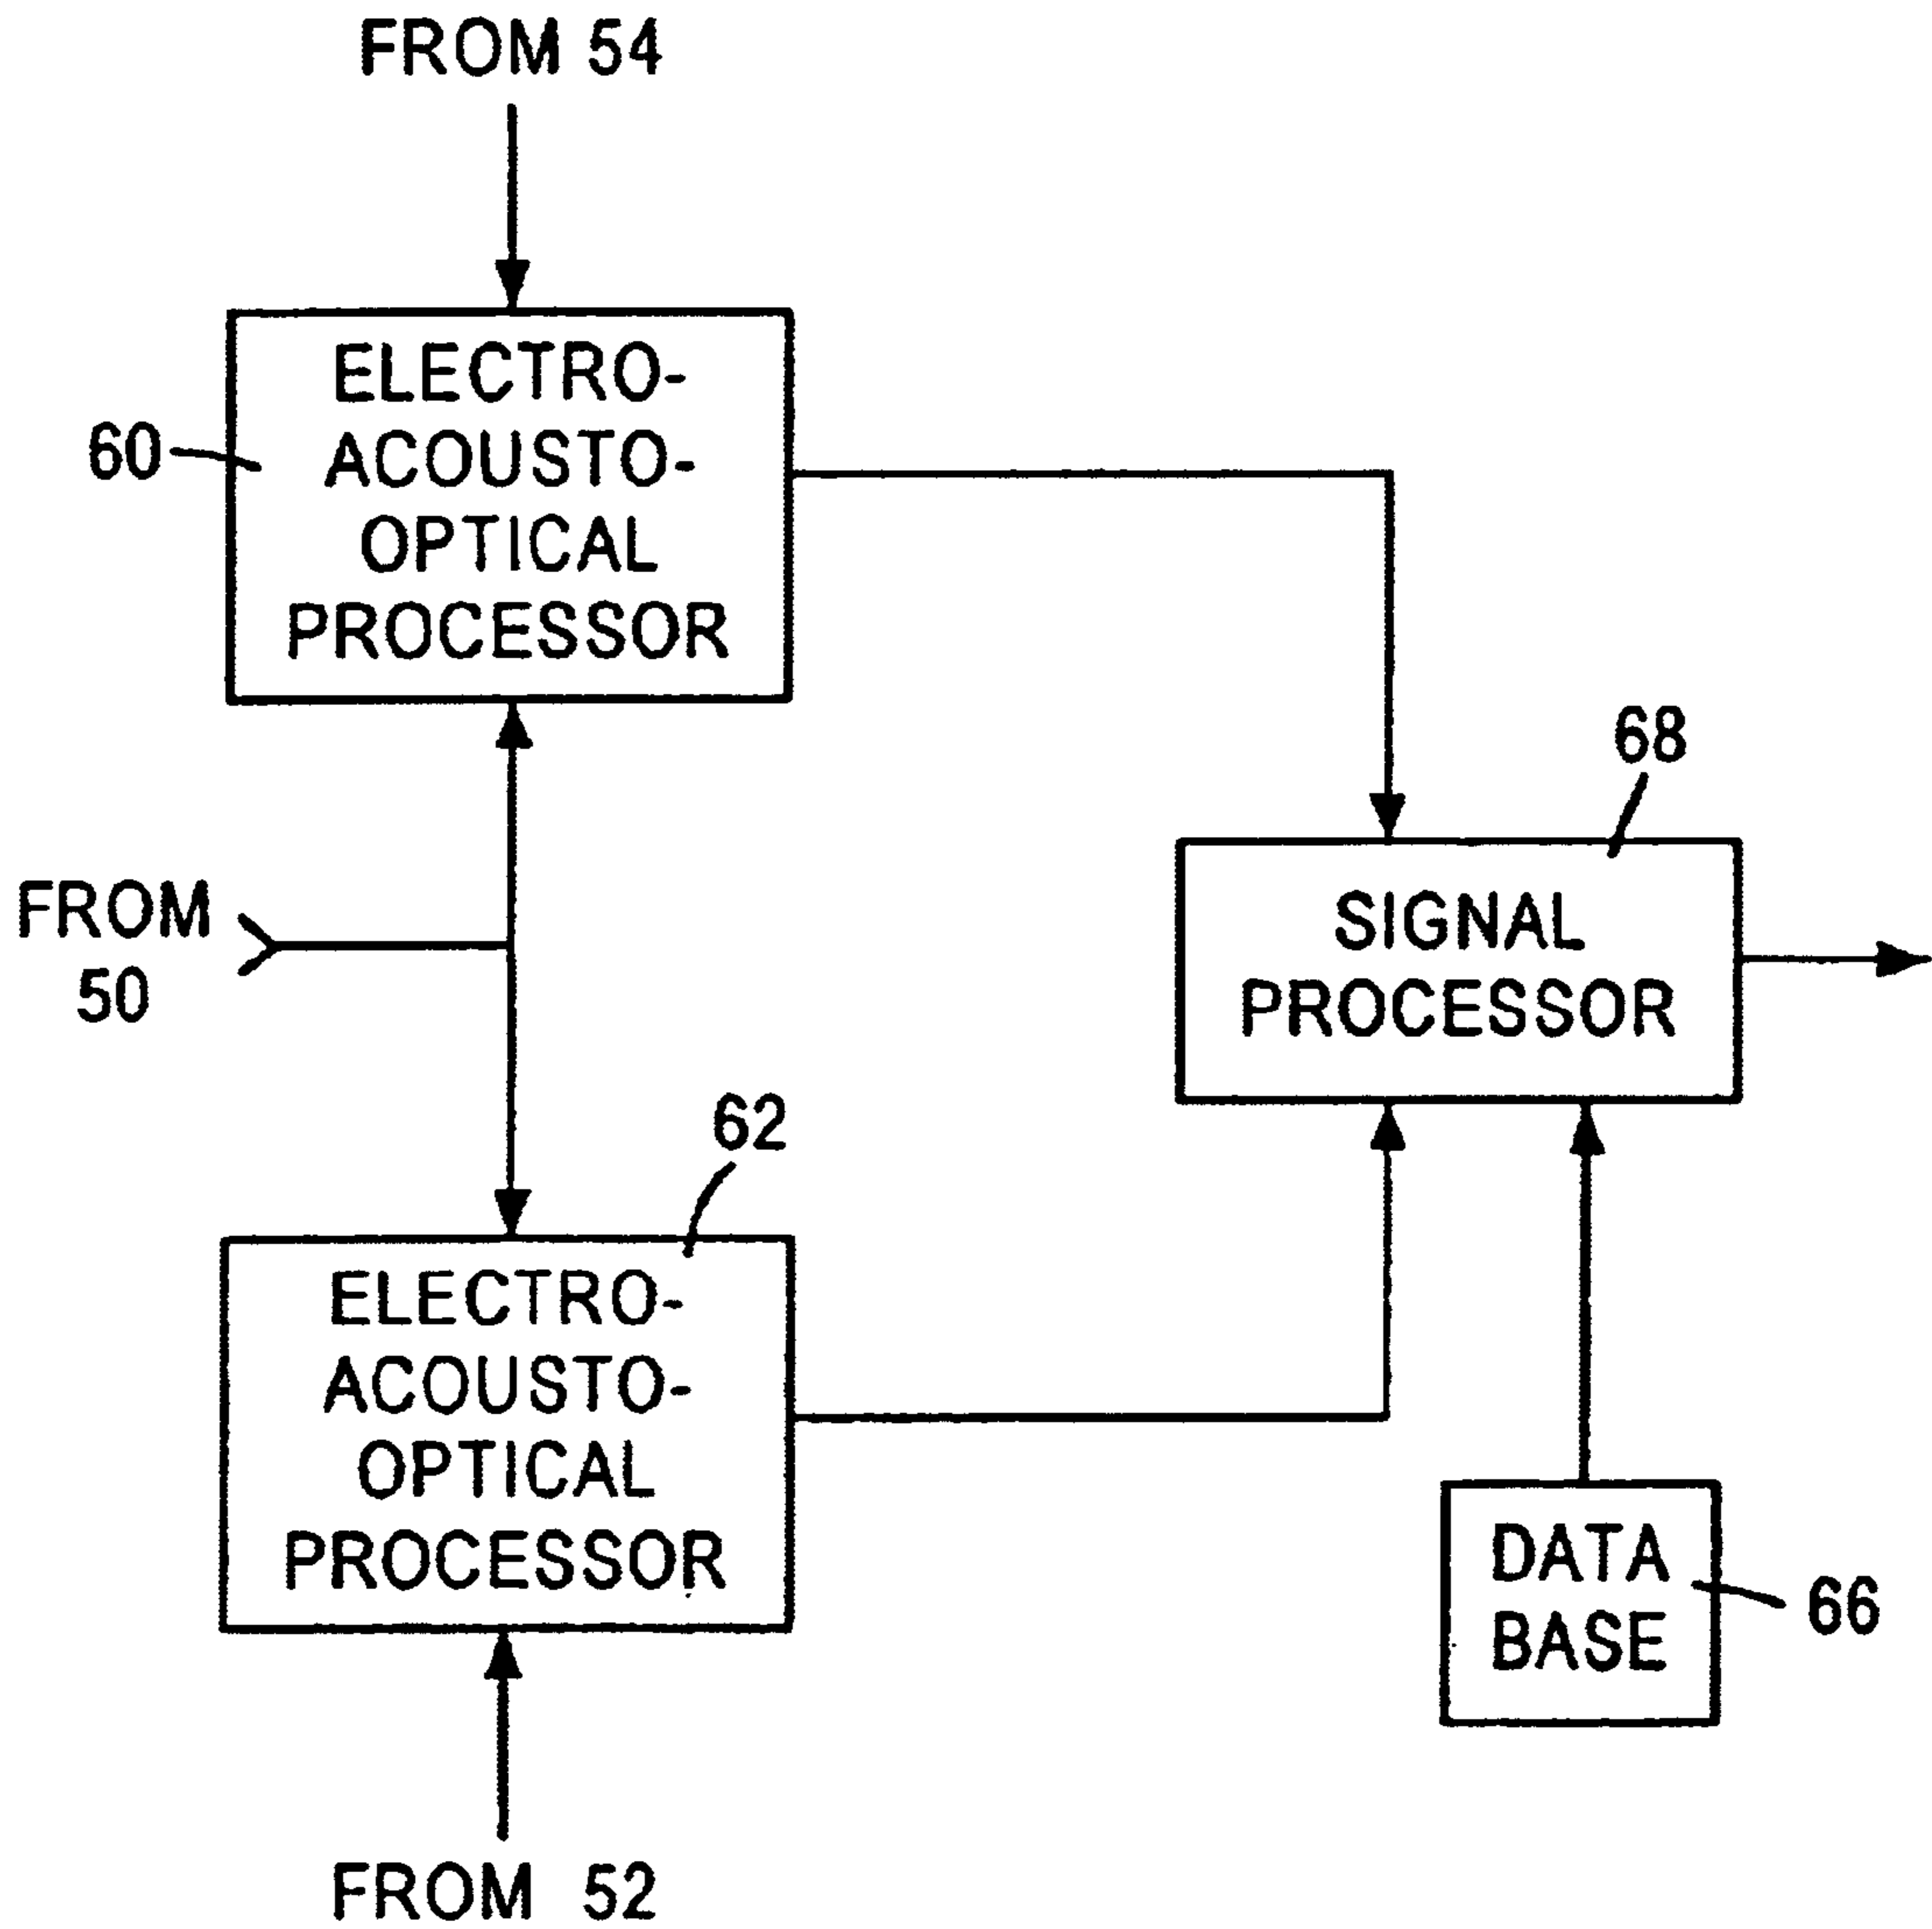 FROM 54
ELECTRO-
ACOUSTO-
OPTICAL
PROCESSOR
60
68
SIGNAL
PROCESSOR
FROM
50
62
ELECTRO-
ACOUSTO-
OPTICAL
PROCESSOR
DATA
BASE
66
FROM 52